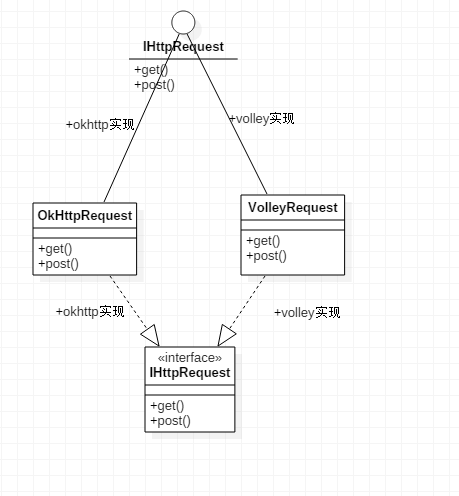 IHttpRequest
+get()
+post()
+okhttp实现
+volley实现
OkHttpRequest
+get()
+post()
VolleyRequest
+get()
+post()
+okhttp实现
+volley实现
«interface»
IHttpRequest
+get()
+post()